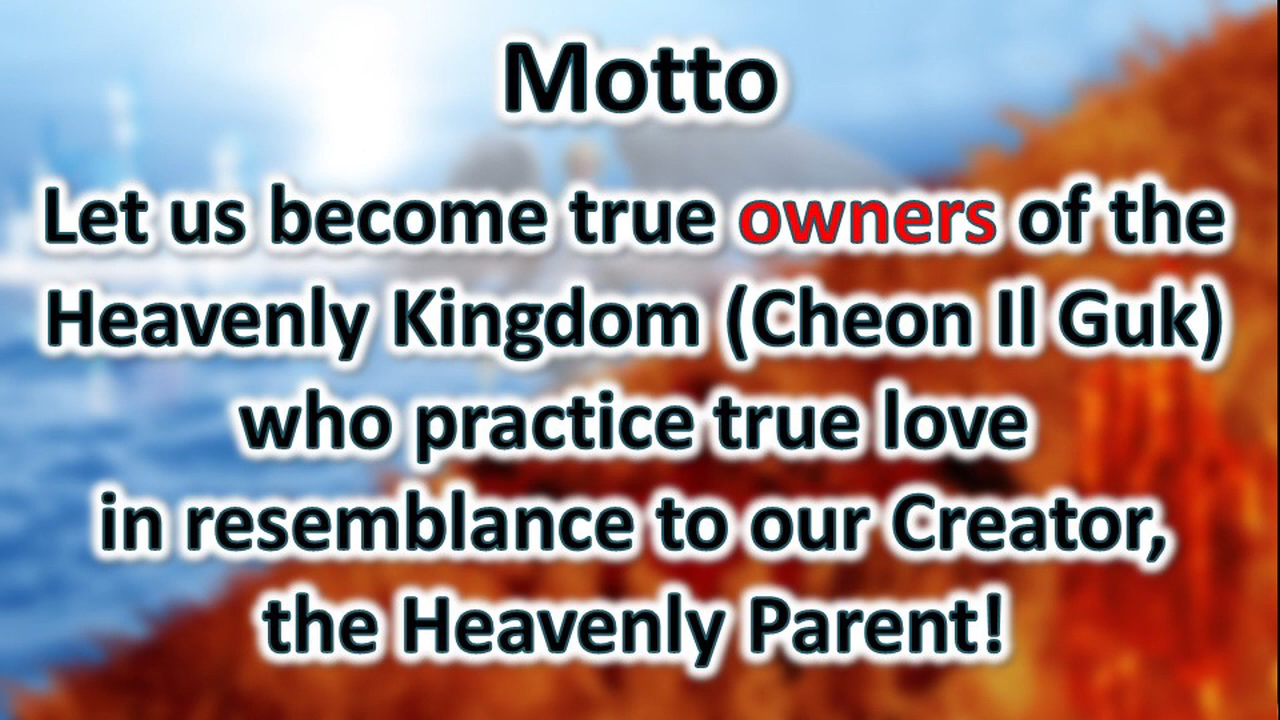 Motto
Let us become true owners of the
Heavenly Kingdom (Cheon Il Guk)
who practice true love
in resemblance to our Creator,
the Heavenly Parent!